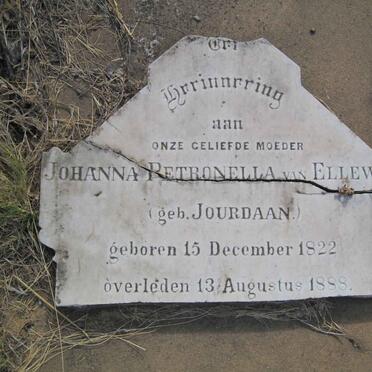 Ter
Herinnering
aan
ONZE GELIEFDE MOEDER
JOHANNA PETRONELLA VAN ELLEW
(geb. JOURDAAN.)
geboren 15 December 1822
overleden 13 Augustus 1888.